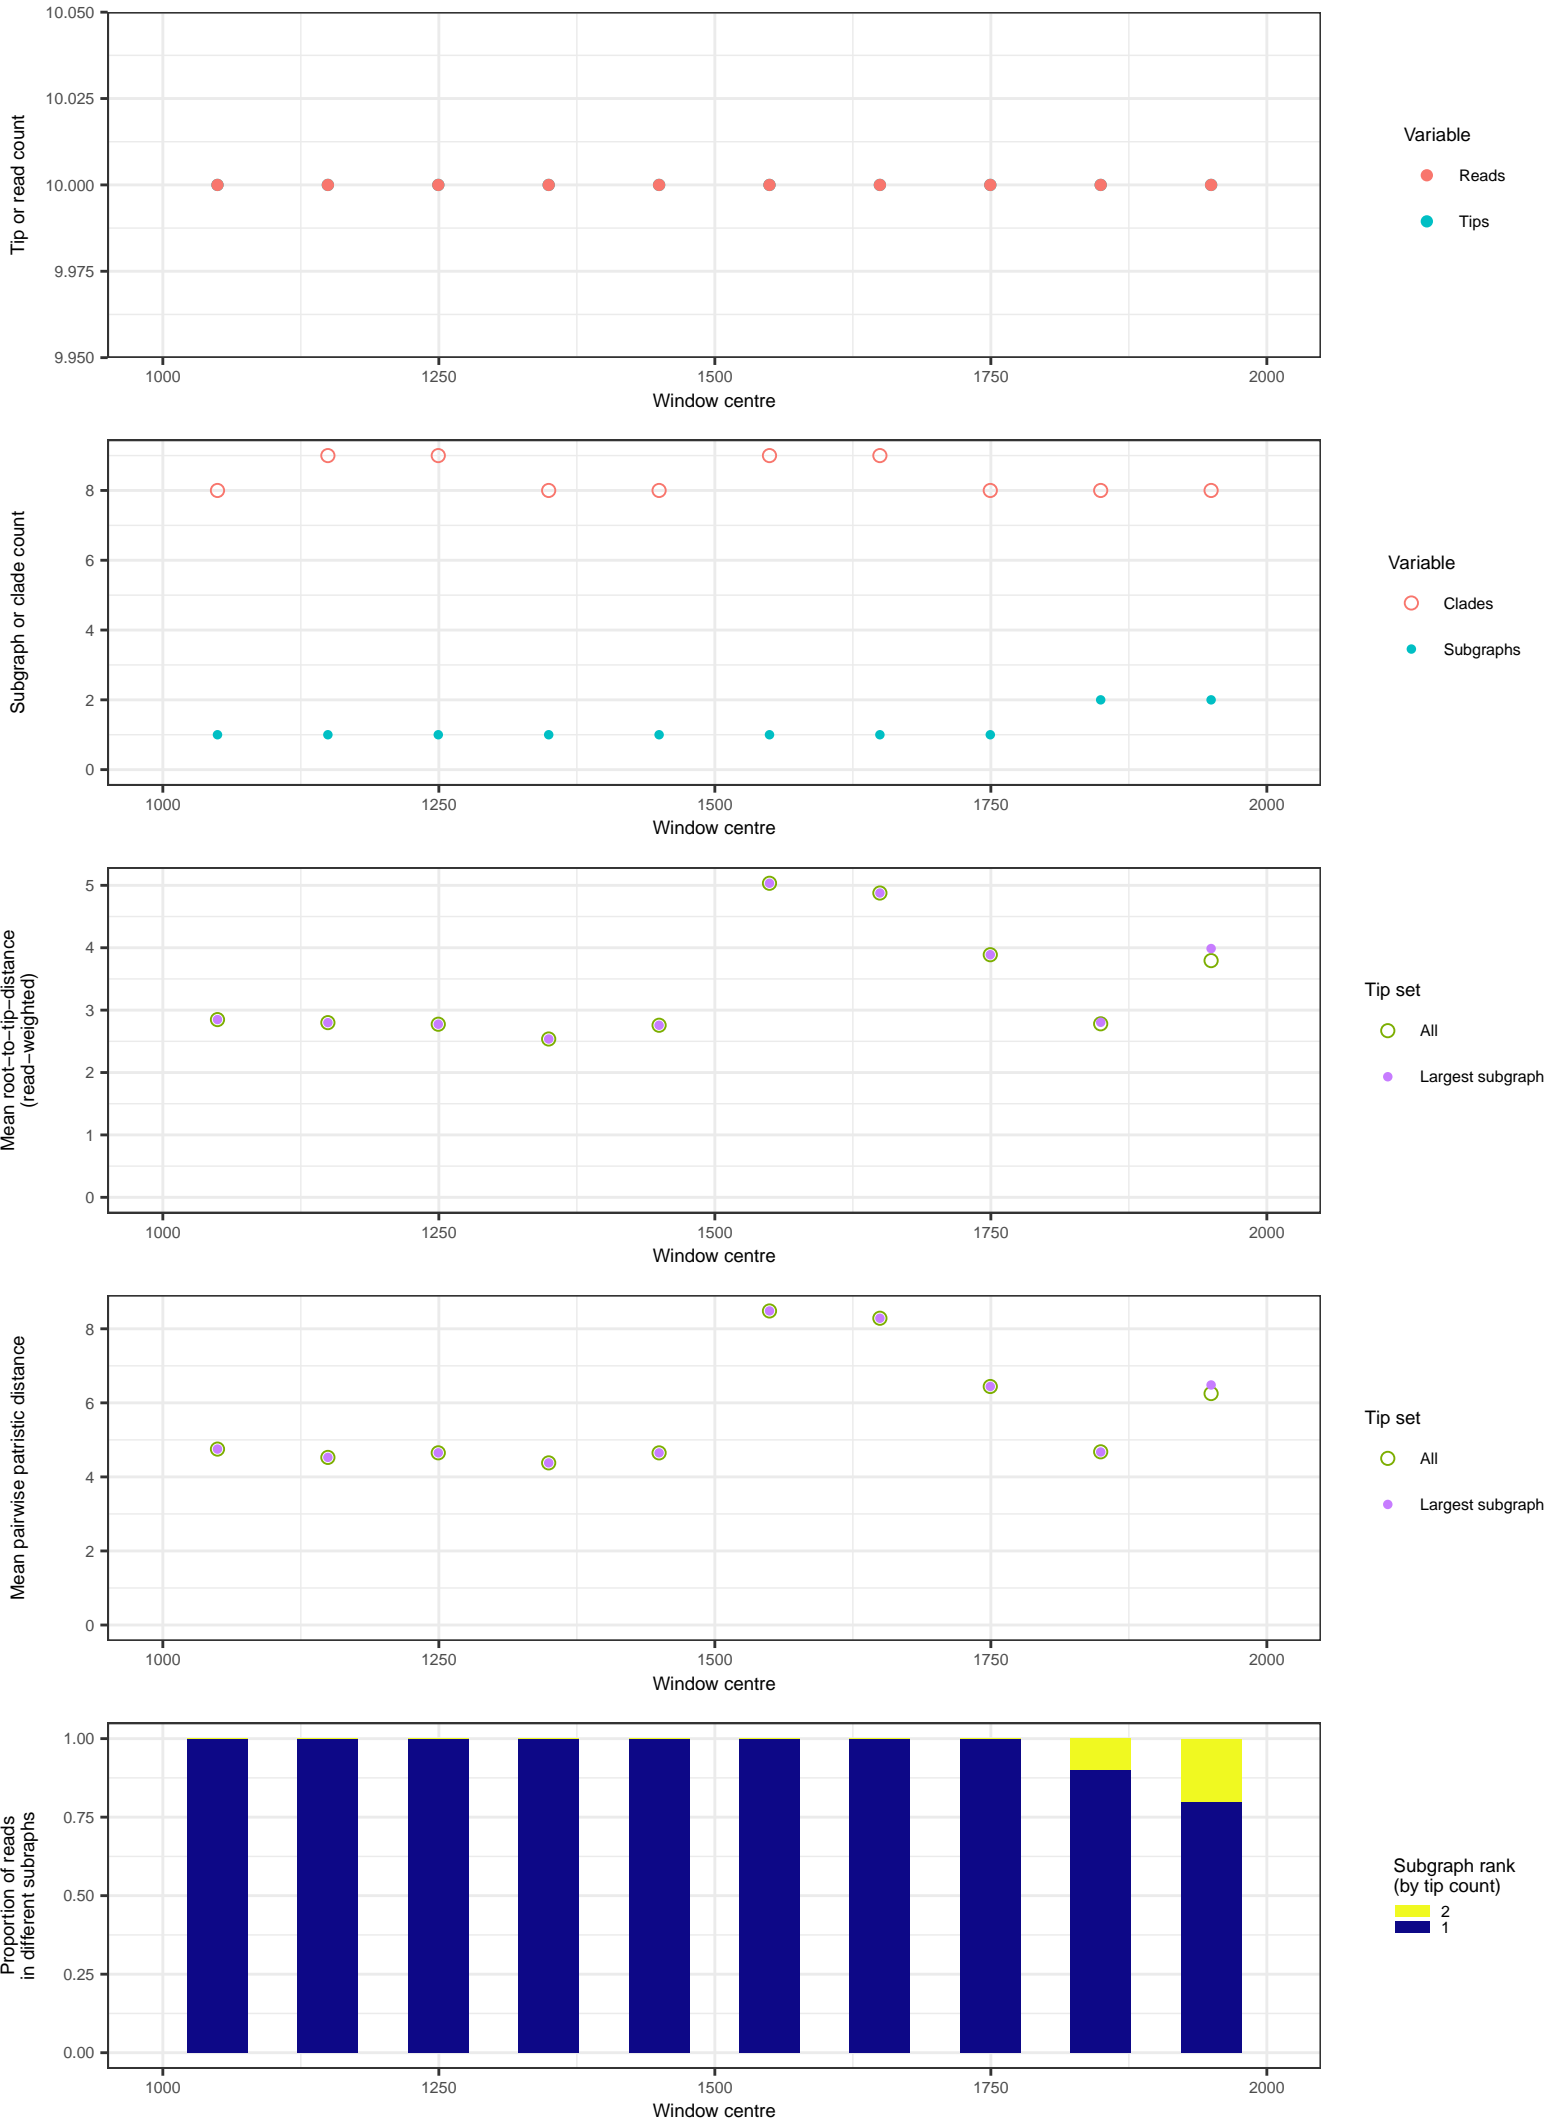 10.050
10.025
10.000
9.975
9.950
Tip or read count
1000 1250 1500 1750 2000
Window centre
Variable
Reads
Tips
8
6
4
2
0
Subgraph or clade count
1000 1250 1500 1750 2000
Window centre
Variable
Clades
Subgraphs
5
4
3
2
1
0
Mean root−to−tip−distance
(read−weighted)
1000 1250 1500 1750 2000
Window centre
Tip set
All
Largest subgraph
8
6
4
2
0
Mean pairwise patristic distance
1000 1250 1500 1750 2000
Window centre
Tip set
All
Largest subgraph
1.00
0.75
0.50
0.25
0.00
Proportion of reads
in different subraphs
1000 1250 1500 1750 2000
Window centre
Subgraph rank
(by tip count)
2
1